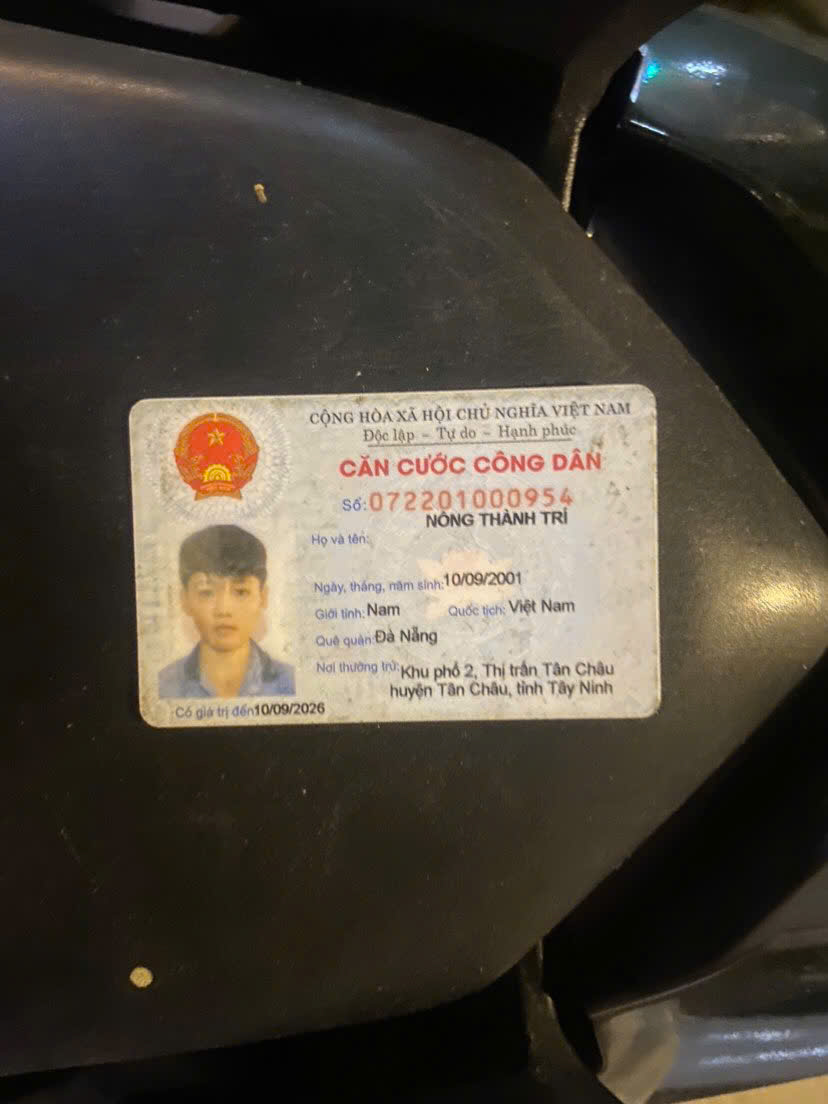 CỘNG HÒA XÃ HỘI CHỦ NGHĨA VIỆT NAM
Độc lập – Tự do – Hạnh phúc
CĂN CƯỚC CÔNG DÂN
Số: 072201000954
NÔNG THÀNH TRÍ
Họ và tên:
Ngày, tháng, năm sinh: 10/09/2001
Giới tính: Nam Quốc tịch: Việt Nam
Quê quán: Đà Nẵng
Nơi thường trú: Khu phố 2, Thị trấn Tân Châu
huyện Tân Châu, tỉnh Tây Ninh
Có giá trị đến 10/09/2026